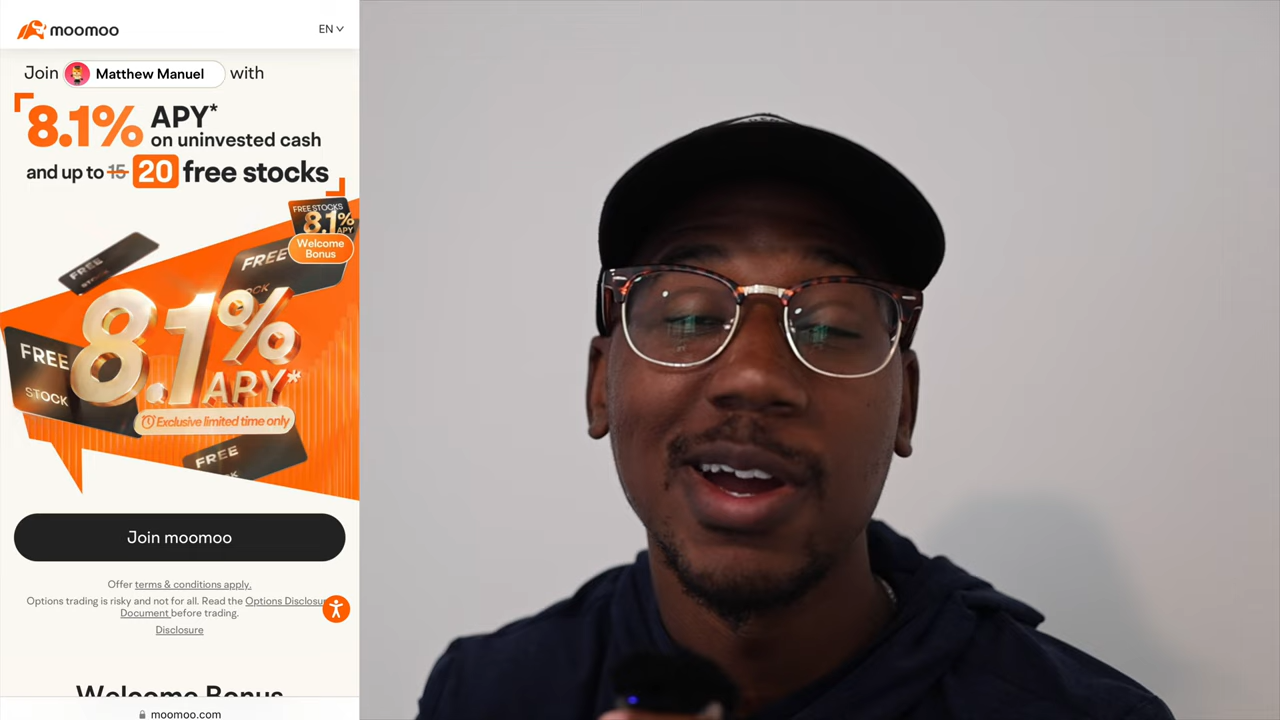 moomoo
EN
Join Matthew Manuel with
8.1% APY*
on uninvested cash
and up to 15 20 free stocks
FREE STOCKS
8.1%
APY
Welcome
Bonus
FREE
FREE
8.1%
APY*
FREE
STOCK
Exclusive limited time only
FREE
Join moomoo
Offer terms & conditions apply.
Options trading is risky and not for all. Read the Options Disclosur
Document before trading.
Disclosure
Welcome Bonus
moomoo.com